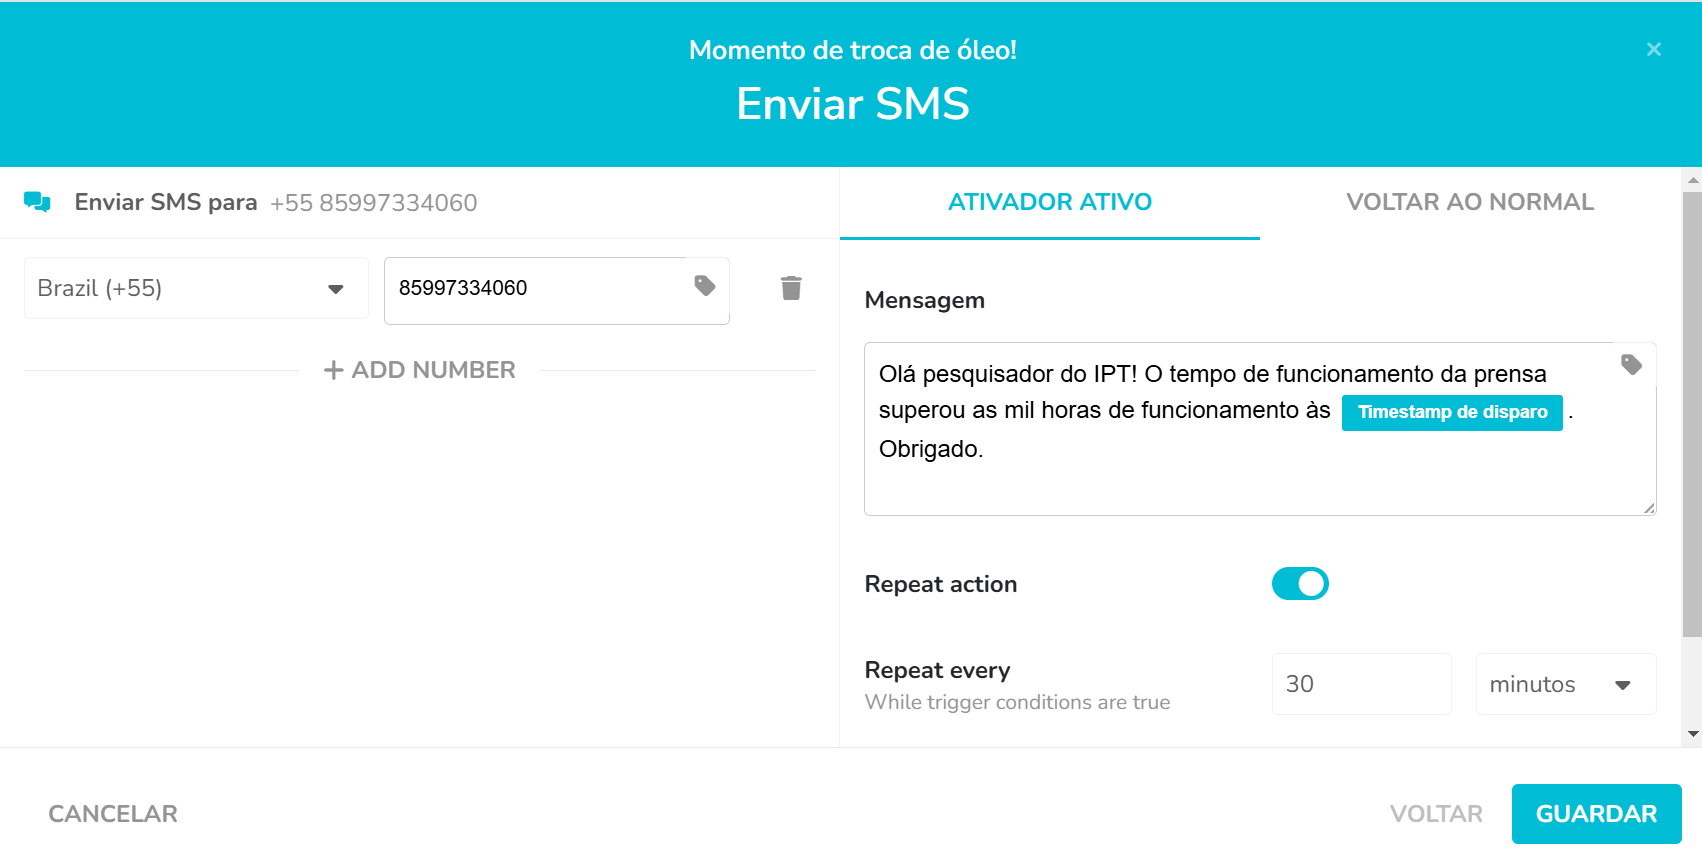 Momento de troca de óleo!
Enviar SMS
×
Enviar SMS para +55 85997334060
Brazil (+55)
85997334060
+ ADD NUMBER
ATIVADOR ATIVO
VOLTAR AO NORMAL
Mensagem
Olá pesquisador do IPT! O tempo de funcionamento da prensa
superou as mil horas de funcionamento às Timestamp de disparo .
Obrigado.
Repeat action
Repeat every
While trigger conditions are true
30
minutos
CANCELAR
VOLTAR
GUARDAR